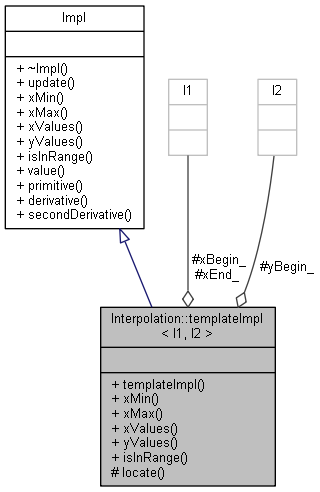 Impl
+ ~Impl()
+ update()
+ xMin()
+ xMax()
+ xValues()
+ yValues()
+ isInRange()
+ value()
+ primitive()
+ derivative()
+ secondDerivative()
I1
I2
#xBegin_
#xEnd_
#yBegin_
Interpolation::templateImpl
< I1, I2 >
+ templateImpl()
+ xMin()
+ xMax()
+ xValues()
+ yValues()
+ isInRange()
# locate()